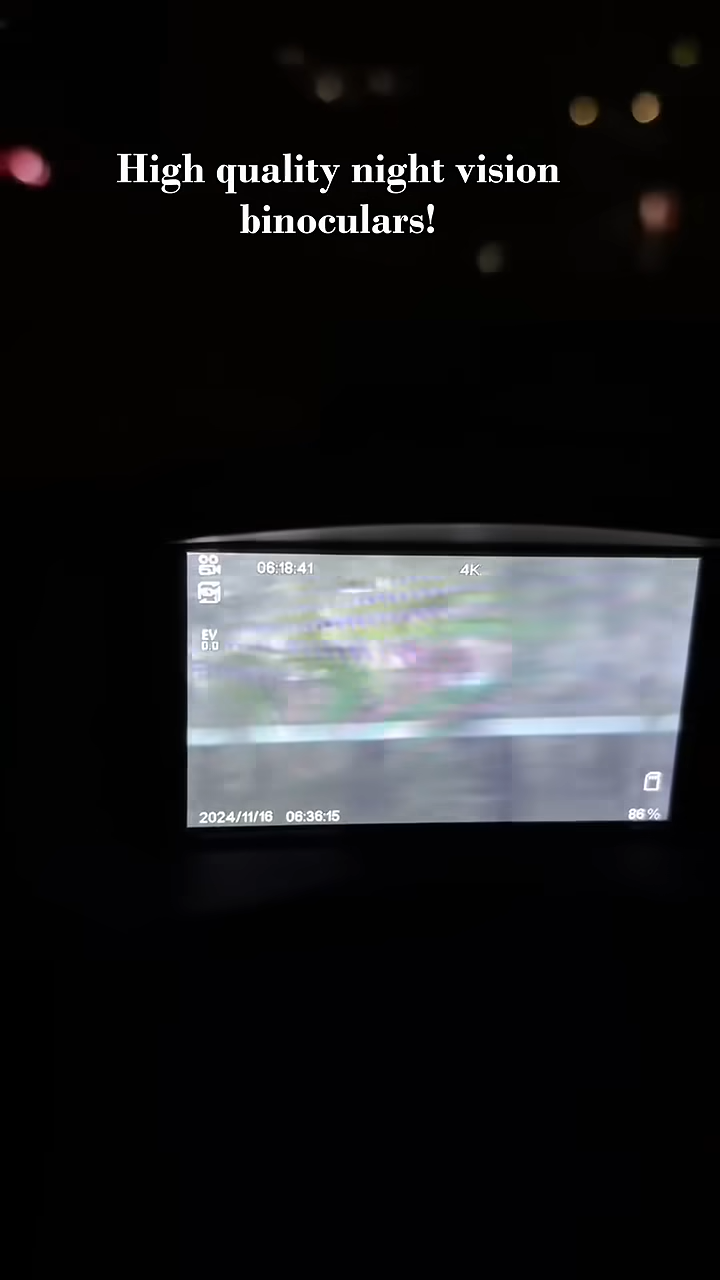 High quality night vision
binoculars!
06:18:41 4K
EV
0.0
2024/11/16 06:36:15
86%